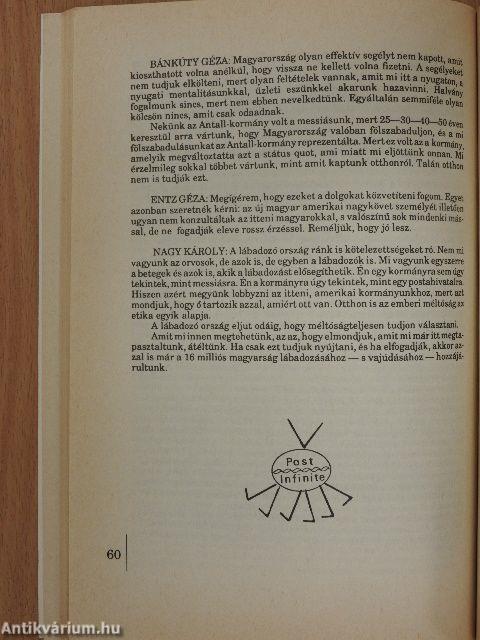 BÁNKÚTY GÉZA: Magyarország olyan effektív segélyt nem kapott, amit
kioszthatott volna anélkül, hogy vissza ne kellett volna fizetni. A segélyeket
nem tudjuk elkölteni, mert olyan feltételek vannak, amit mi itt a nyugaton, a
nyugati mentalitásunkkal, üzleti eszünkkel akarunk hazavinni. Halvány
fogalmunk sincs, mert nem ebben nevelkedtünk. Egyáltalán semmiféle olyan
kölcsön nincs, amit csak odaadnak.
Nekünk az Antall-kormány volt a messiásunk, mert 25—30—40—50 éven
keresztül arra vártunk, hogy Magyarország valóban fölszabaduljon, és a mi
fölszabadulásunkat az Antall-kormány reprezentálta. Mert ez volt az a kormány,
amelyik megváltoztatta azt a státus quot, ami miatt mi eljöttünk onnan. Mi
érzelmileg sokkal többet vártunk, mint amit kaptunk otthonról. Talán otthon
nem is tudják ezt.
ENTZ GÉZA: Megígérem, hogy ezeket a dolgokat közvetíteni fogom. Egyet
azonban szeretnék kérni: az új magyar amerikai nagykövet személyét illetően
ugyan nem konzultáltak az itteni magyarokkal, s valószínű sok mindenki más-
sal, de ne fogadják eleve rossz érzéssel. Reméljük, hogy jó lesz.
NAGY KÁROLY: A lábadozó ország ránk is kötelezettségeket ró. Nem mi
vagyunk az orvosok, de azok is, de egyben a lábadozók is. Mi vagyunk egyszerre
a betegek és azok is, akik a lábadozást elősegíthetik. Én egy kormányra sem úgy
tekintek, mint messiásra. Én a kormányra úgy tekintek, mint egy postahivatalra.
Hiszen azért megyünk lobbyzni az itteni, amerikai kormányunkhoz, mert azt
mondjuk, hogy ő tartozik azzal, amiért ott van. Otthon is az emberi méltóság az
etika egyik alapja.
A lábadozó ország eljut odáig, hogy méltóságteljesen tudjon választani.
Amit mi innen megtehetünk, az az, hogy elmondjuk, amit mi már itt megta-
pasztaltunk, átéltünk. Ha csak ezt tudjuk nyújtani, és ha elfogadják, akkor az-
zal is már a 16 milliós magyarság lábadozásához — s vajúdásához — hozzájá-
rultunk.
Post
Infinite
60
Antikvárium.hu